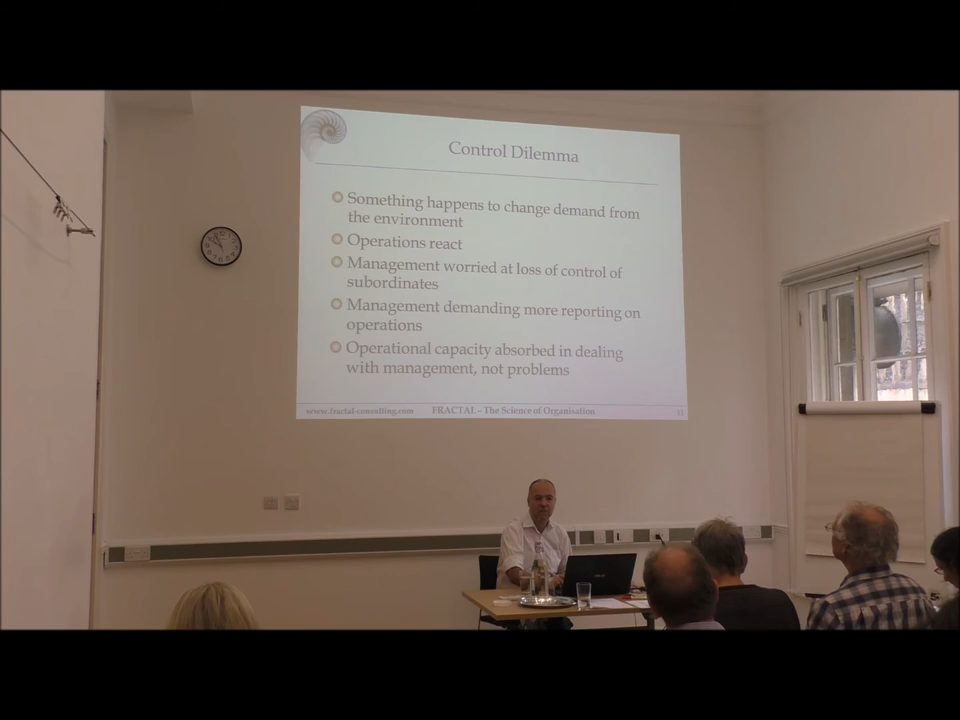 Control Dilemma
Something happens to change demand from
the environment
Operations react
Management worried at loss of control of
subordinates
Management demanding more reporting on
operations
Operational capacity absorbed in dealing
with management, not problems
www.fractal-consulting.com FRACTAL - The Science of Organisation